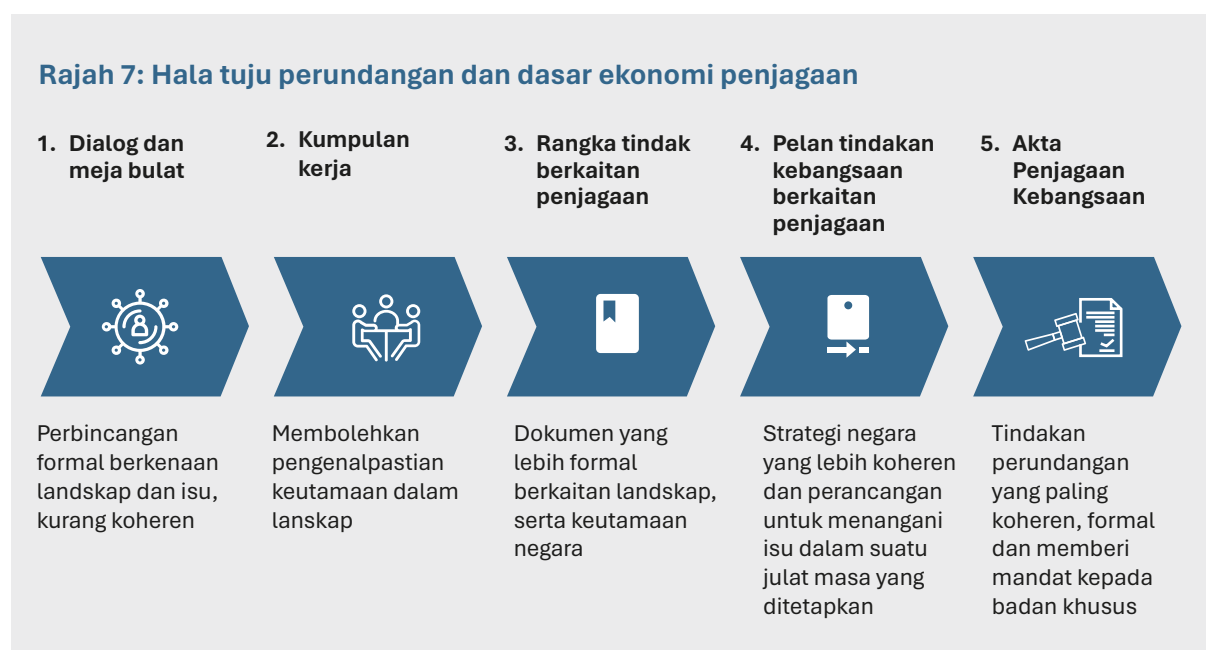 Rajah 7: Hala tuju perundangan dan dasar ekonomi penjagaan
1. Dialog dan
meja bulat
2. Kumpulan
kerja
3. Rangka tindak
berkaitan
penjagaan
4. Pelan tindakan
kebangsaan
berkaitan
penjagaan
5. Akta
Penjagaan
Kebangsaan
Perbincangan
formal berkenaan
landskap dan isu,
kurang koheren
Membolehkan
pengenalpastian
keutamaan dalam
lanskap
Dokumen yang
lebih formal
berkaitan landskap,
serta keutamaan
negara
Strategi negara
yang lebih koheren
dan perancangan
untuk menangani
isu dalam suatu
julat masa yang
ditetapkan
Tindakan
perundangan
yang paling
koheren, formal
dan memberi
mandat kepada
badan khusus